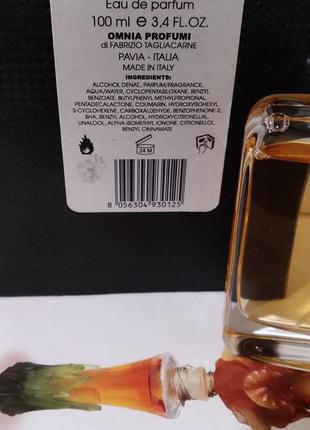 Eau de parfum
100 ml ℮ 3,4 FL.OZ.
OMNIA PROFUMI
di FABRIZIO TAGLIACARNE
PAVIA - ITALIA
MADE IN ITALY
INGREDIENTS:
ALCOHOL DENAT., PARFUM/FRAGRANCE,
AQUA/WATER, CYCLOPENTASILOXANE, BENZYL
BENZOATE, BUTYLPHENYL METHYLPROPIONAL,
PENTADECALACTONE, COUMARIN, HYDROXYISOHEXYL
3-CYCLOHEXENE, CARBOXALDEHYDE, BENZOPHENONE-2,
BHA, BENZYL ALCOHOL, HYDROXYCITRONELLAL,
LINALOOL, ALPHA-ISOMETHYL IONONE, CITRONELLOL,
BENZYL CINNAMATE
24 M
8 056304 930125